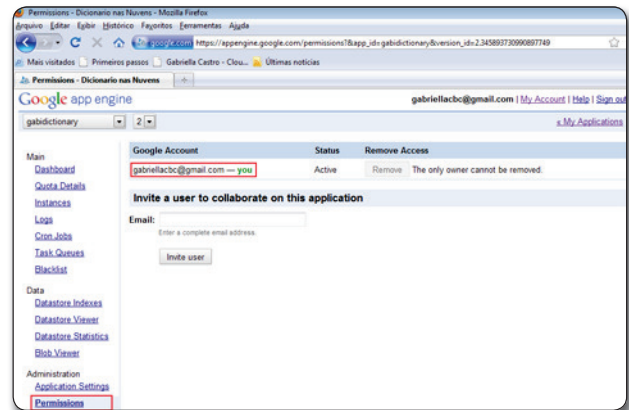 Permissions - Dicionario nas Nuvens - Mozilla Firefox
Arquivo Editar Exibir Histórico Favoritos Ferramentas Ajuda
google.com https://appengine.google.com/permissions?&app_id=gabidictionary&version_id=2.345893730990897749
Mais visitados Primeiros passos Gabriella Castro - Clou... Últimas notícias
Permissions - Dicionario nas Nuvens
Google app engine
gabriellacbc@gmail.com | My Account | Help | Sign out
gabidictionary 2 « My Applications
Main
Dashboard
Quota Details
Instances
Logs
Cron Jobs
Task Queues
Blacklist
Data
Datastore Indexes
Datastore Viewer
Datastore Statistics
Blob Viewer
Administration
Application Settings
Permissions
Google Account Status Remove Access
gabriellacbc@gmail.com — you Active Remove The only owner cannot be removed.
Invite a user to collaborate on this application
Email:
Enter a complete email address.
Invite user